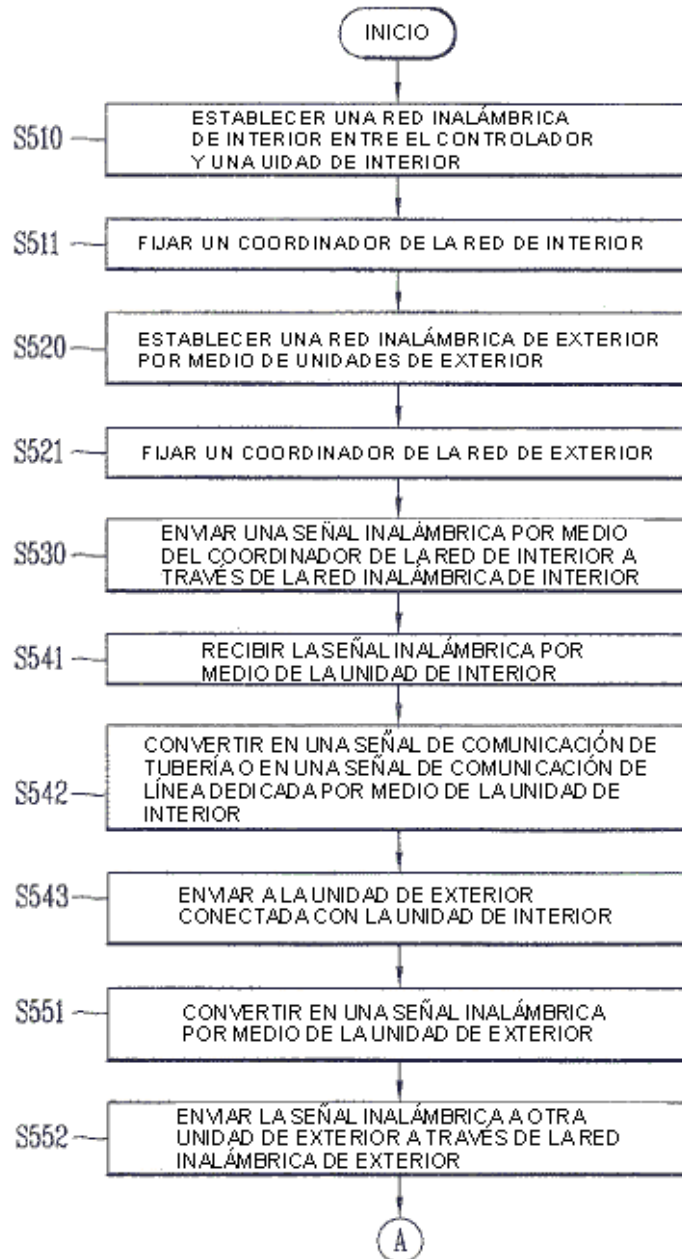 INICIO
S510
ESTABLECER UNA RED INALÁMBRICA
DE INTERIOR ENTRE EL CONTROLADOR
Y UNA UIDAD DE INTERIOR
S511
FIJAR UN COORDINADOR DE LA RED DE INTERIOR
S520
ESTABLECER UNA RED INALÁMBRICA DE EXTERIOR
POR MEDIO DE UNIDADES DE EXTERIOR
S521
FIJAR UN COORDINADOR DE LA RED DE EXTERIOR
S530
ENVIAR UNA SEÑAL INALÁMBRICA POR MEDIO
DEL COORDINADOR DE LA RED DE INTERIOR A
TRAVÉS DE LA RED INALÁMBRICA DE INTERIOR
S541
RECIBIR LA SEÑAL INALÁMBRICA POR
MEDIO DE LA UNIDAD DE INTERIOR
S542
CONVERTIR EN UNA SEÑAL DE COMUNICACIÓN DE
TUBERÍA O EN UNA SEÑAL DE COMUNICACIÓN DE
LÍNEA DEDICADA POR MEDIO DE LA UNIDAD DE
INTERIOR
S543
ENVIAR A LA UNIDAD DE EXTERIOR
CONECTADA CON LA UNIDAD DE INTERIOR
S551
CONVERTIR EN UNA SEÑAL INALÁMBRICA
POR MEDIO DE LA UNIDAD DE EXTERIOR
S552
ENVIAR LA SEÑAL INALÁMBRICA A OTRA
UNIDAD DE EXTERIOR A TRAVÉS DE LA RED
INALÁMBRICA DE EXTERIOR
A